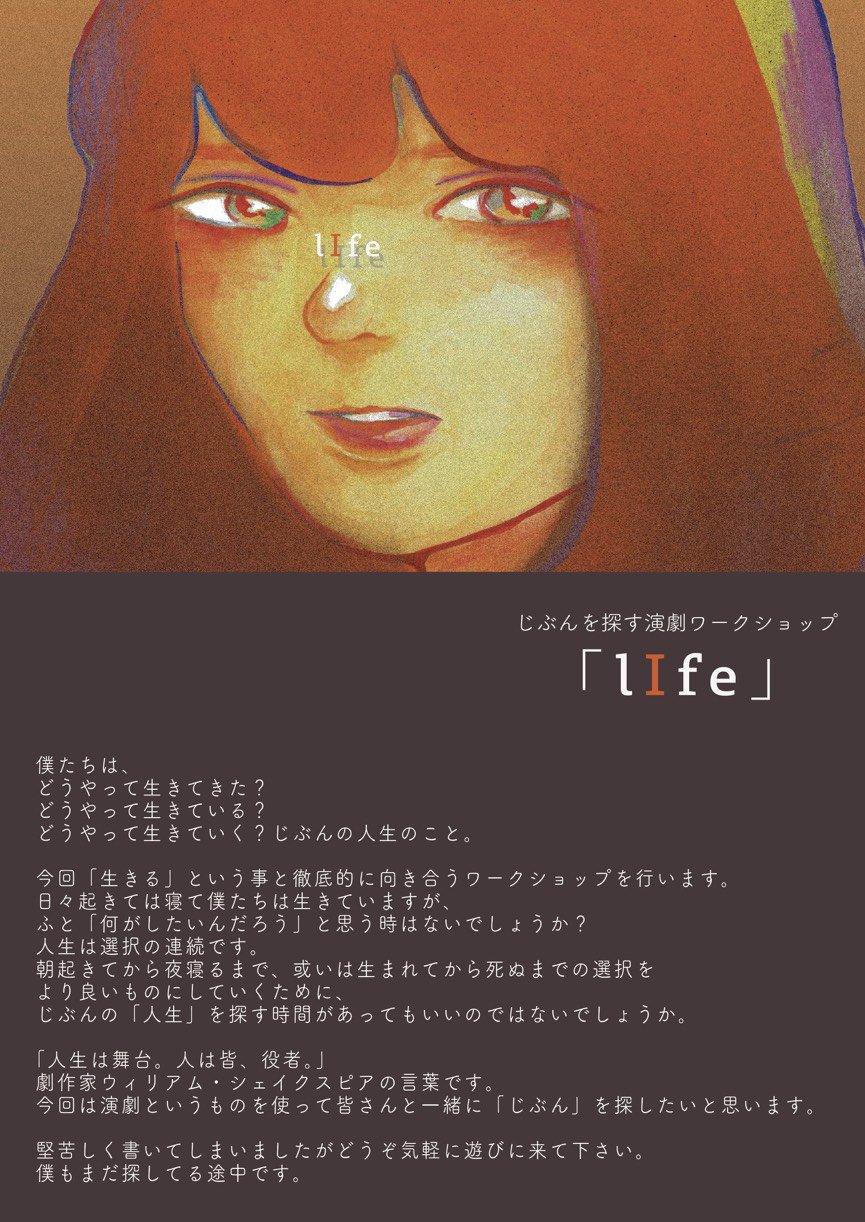 lIfe
じぶんを探す演劇ワークショップ
「lIfe」
僕たちは、
どうやって生きてきた？
どうやって生きている？
どうやって生きていく？じぶんの人生のこと。
今回「生きる」という事と徹底的に向き合うワークショップを行います。
日々起きては寝て僕たちは生きていますが、
ふと「何がしたいんだろう」と思う時はないでしょうか？
人生は選択の連続です。
朝起きてから夜寝るまで、或いは生まれてから死ぬまでの選択を
より良いものにしていくために、
じぶんの「人生」を探す時間があってもいいのではないでしょうか。
「人生は舞台。人は皆、役者。」
劇作家ウィリアム・シェイクスピアの言葉です。
今回は演劇というものを使って皆さんと一緒に「じぶん」を探したいと思います。
堅苦しく書いてしまいましたがどうぞ気軽に遊びに来て下さい。
僕もまだ探してる途中です。